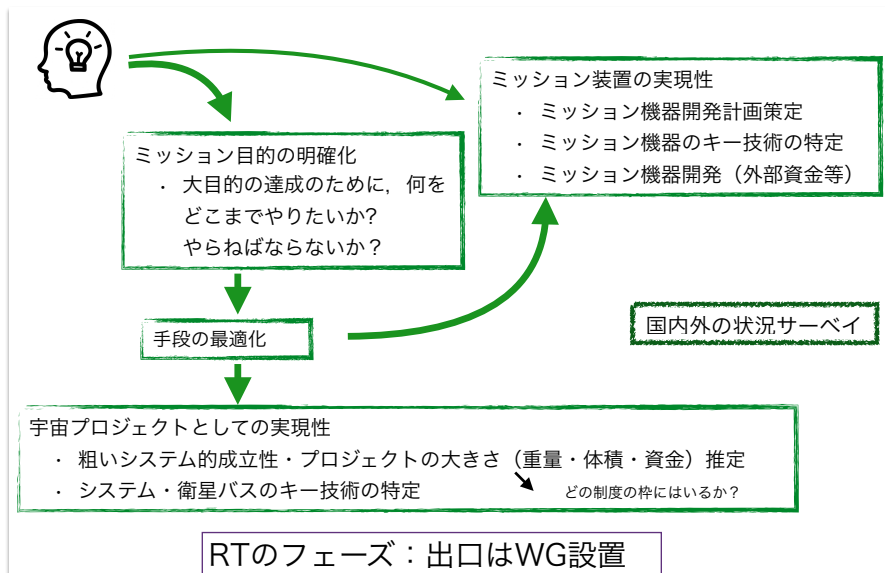 ミッション装置の実現性
・ ミッション機器開発計画策定
・ ミッション機器のキー技術の特定
・ ミッション機器開発（外部資金等）
ミッション目的の明確化
・ 大目的の達成のために，何を
どこまでやりたいか?
やらねばならないか？
手段の最適化
国内外の状況サーベイ
宇宙プロジェクトとしての実現性
・ 粗いシステム的成立性・プロジェクトの大きさ（重量・体積・資金）推定
・ システム・衛星バスのキー技術の特定
どの制度の枠にはいるか？
RTのフェーズ：出口はWG設置